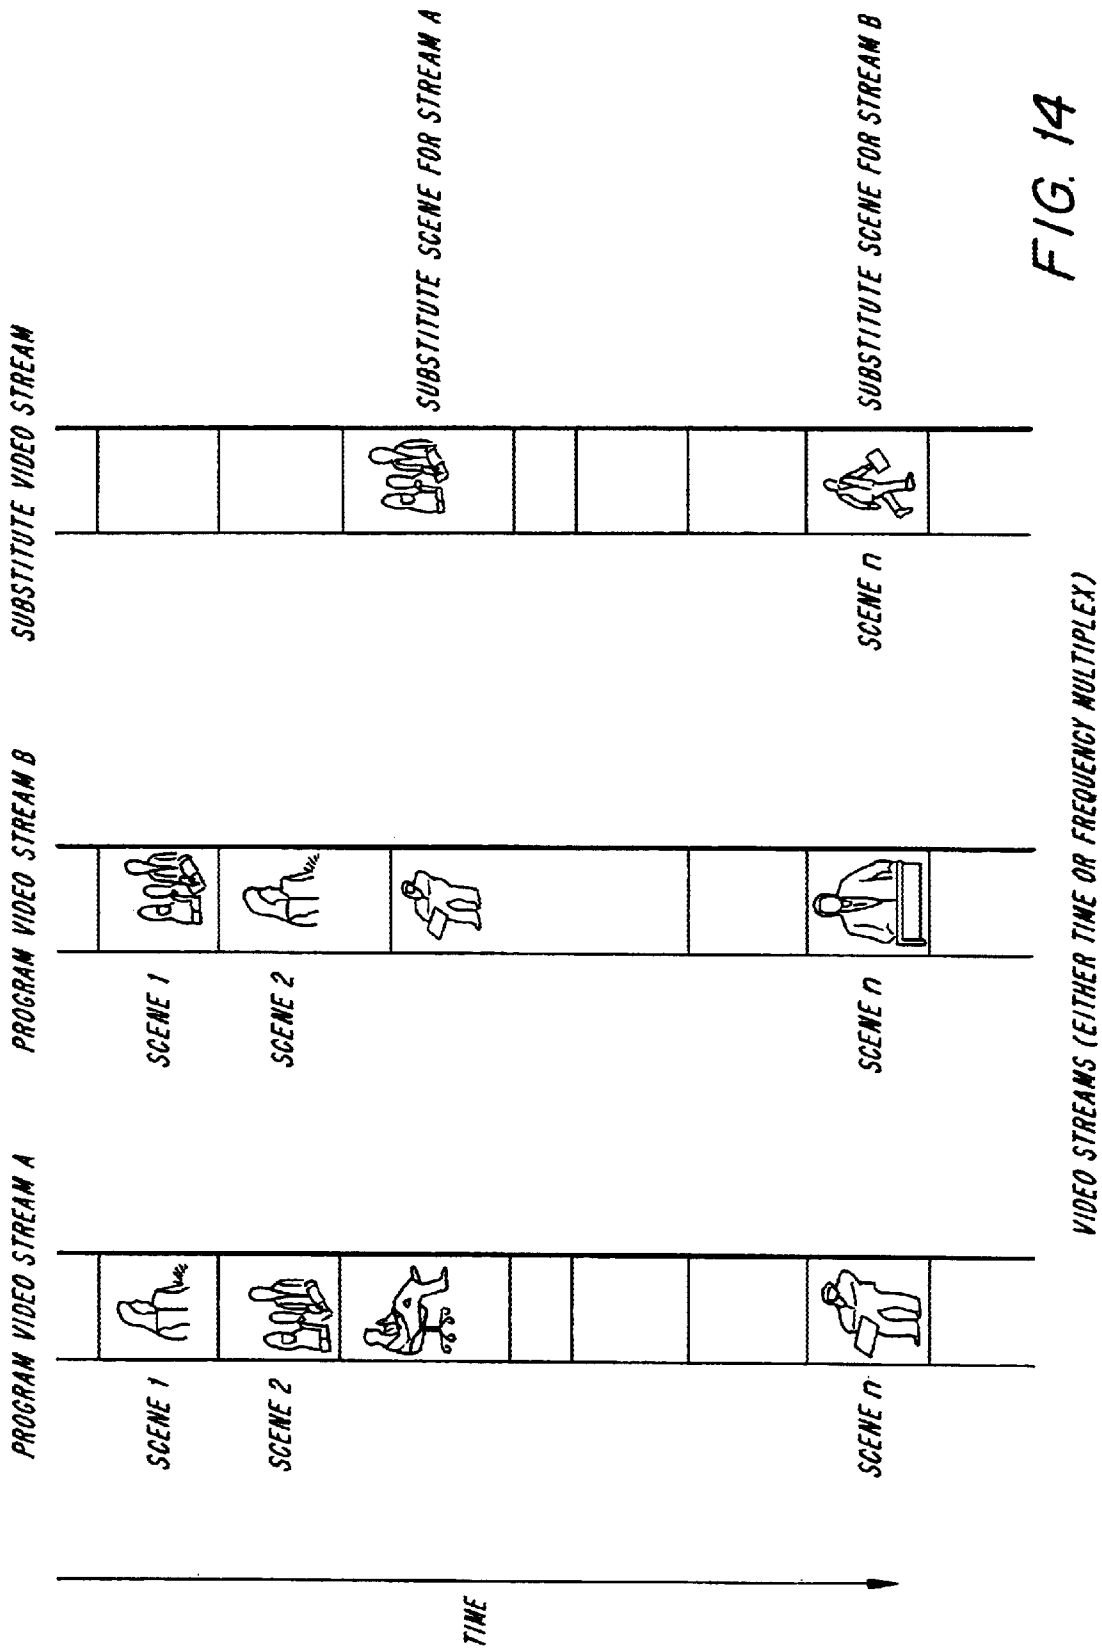 PROGRAM VIDEO STREAM A
PROGRAM VIDEO STREAM B
SUBSTITUTE VIDEO STREAM
SCENE 1
SCENE 1
SCENE 2
SCENE 2
SUBSTITUTE SCENE FOR STREAM A
TIME
SCENE n
SCENE n
SCENE n
SUBSTITUTE SCENE FOR STREAM B
VIDEO STREAMS (EITHER TIME OR FREQUENCY MULTIPLEX)
FIG. 14